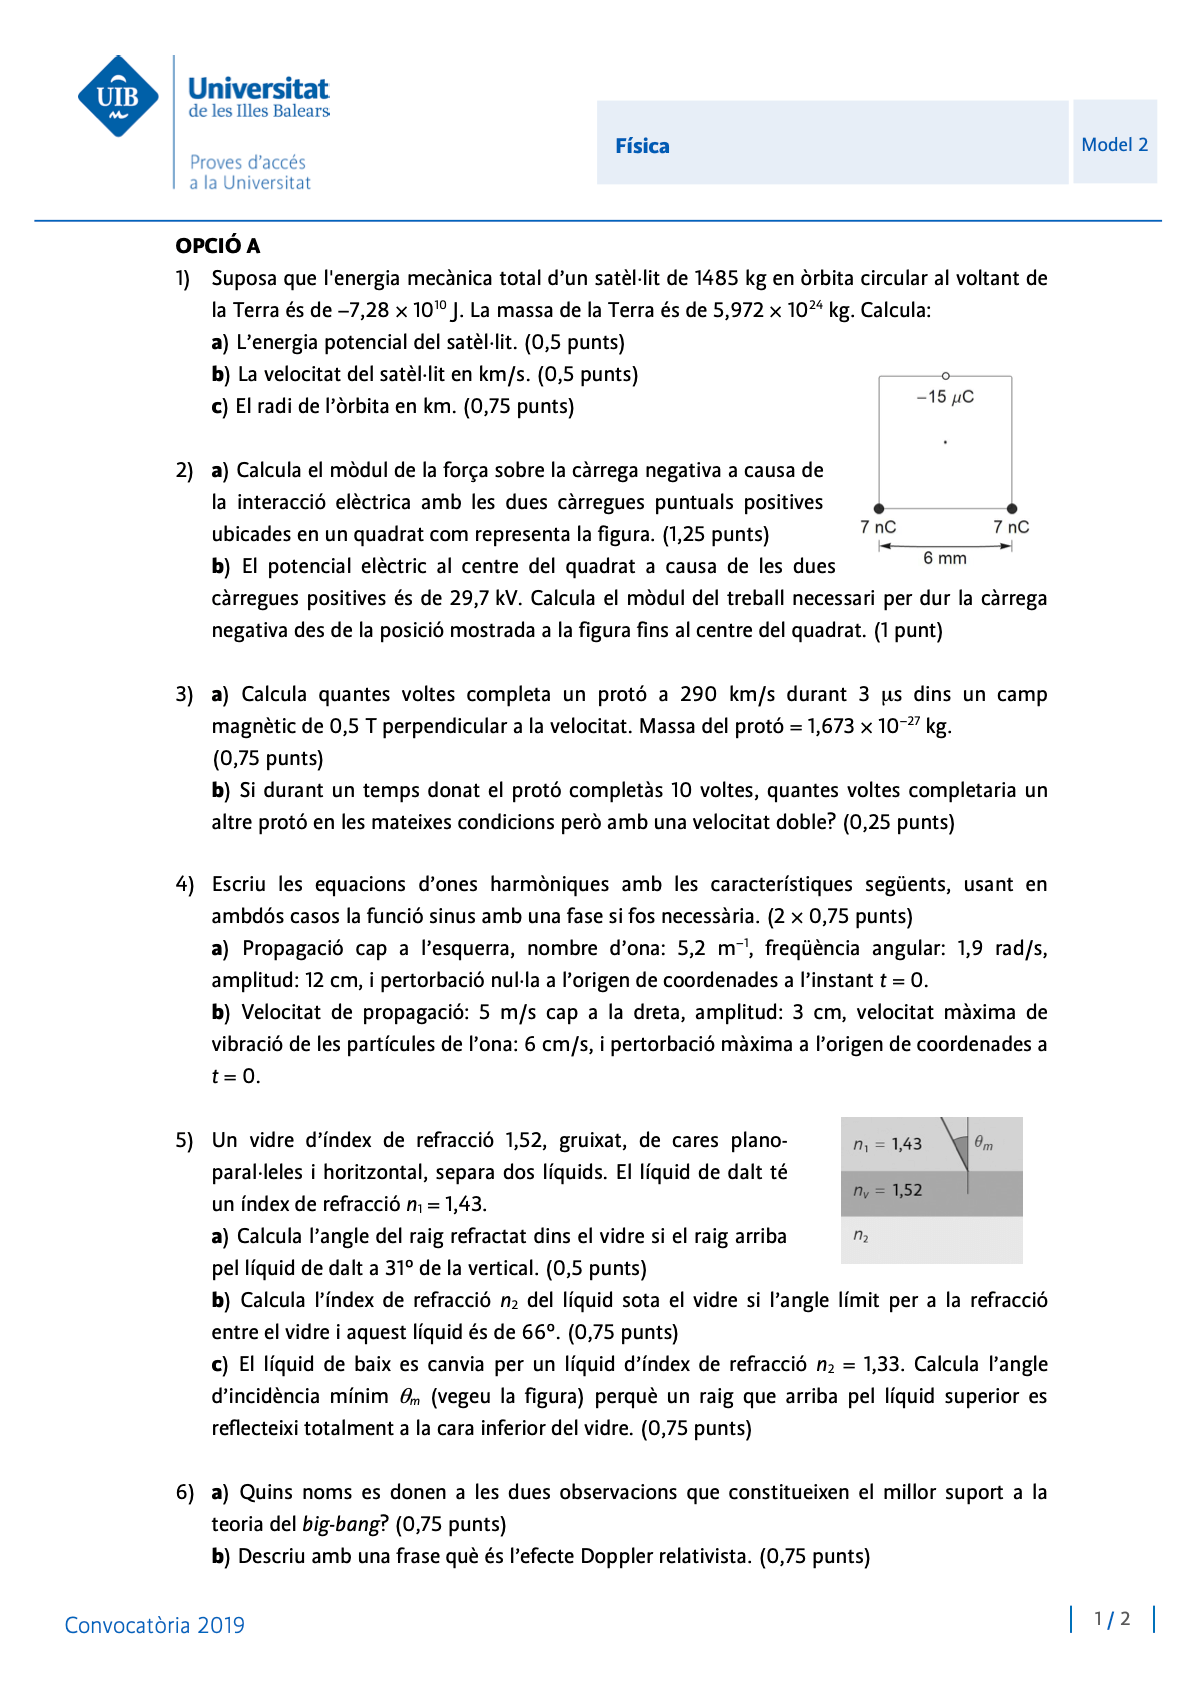 UIB
Universitat
de les Illes Balears
Proves d'accés
a la Universitat
Física
Model 2
OPCIÓ A
1) Suposa que l'energia mecànica total d'un satèl·lit de 1485 kg en òrbita circular al voltant de
la Terra és de –7,28 × 10¹⁰ J. La massa de la Terra és de 5,972 × 10²⁴ kg. Calcula:
a) L'energia potencial del satèl·lit. (0,5 punts)
b) La velocitat del satèl·lit en km/s. (0,5 punts)
c) El radi de l'òrbita en km. (0,75 punts)
–15 μC
7 nC 7 nC
6 mm
2) a) Calcula el mòdul de la força sobre la càrrega negativa a causa de
la interacció elèctrica amb les dues càrregues puntuals positives
ubicades en un quadrat com representa la figura. (1,25 punts)
b) El potencial elèctric al centre del quadrat a causa de les dues
càrregues positives és de 29,7 kV. Calcula el mòdul del treball necessari per dur la càrrega
negativa des de la posició mostrada a la figura fins al centre del quadrat. (1 punt)
3) a) Calcula quantes voltes completa un protó a 290 km/s durant 3 μs dins un camp
magnètic de 0,5 T perpendicular a la velocitat. Massa del protó = 1,673 × 10⁻²⁷ kg.
(0,75 punts)
b) Si durant un temps donat el protó completàs 10 voltes, quantes voltes completaria un
altre protó en les mateixes condicions però amb una velocitat doble? (0,25 punts)
4) Escriu les equacions d'ones harmòniques amb les característiques següents, usant en
ambdós casos la funció sinus amb una fase si fos necessària. (2 × 0,75 punts)
a) Propagació cap a l'esquerra, nombre d'ona: 5,2 m⁻¹, freqüència angular: 1,9 rad/s,
amplitud: 12 cm, i pertorbació nul·la a l'origen de coordenades a l'instant t = 0.
b) Velocitat de propagació: 5 m/s cap a la dreta, amplitud: 3 cm, velocitat màxima de
vibració de les partícules de l'ona: 6 cm/s, i pertorbació màxima a l'origen de coordenades a
t = 0.
5) Un vidre d'índex de refracció 1,52, gruixat, de cares plano-
paral·leles i horitzontal, separa dos líquids. El líquid de dalt té
un índex de refracció n₁ = 1,43.
a) Calcula l'angle del raig refractat dins el vidre si el raig arriba
pel líquid de dalt a 31º de la vertical. (0,5 punts)
n₁ = 1,43 θₘ
nᵥ = 1,52
n₂
b) Calcula l'índex de refracció n₂ del líquid sota el vidre si l'angle límit per a la refracció
entre el vidre i aquest líquid és de 66º. (0,75 punts)
c) El líquid de baix es canvia per un líquid d'índex de refracció n₂ = 1,33. Calcula l'angle
d'incidència mínim θₘ (vegeu la figura) perquè un raig que arriba pel líquid superior es
reflecteixi totalment a la cara inferior del vidre. (0,75 punts)
6) a) Quins noms es donen a les dues observacions que constitueixen el millor suport a la
teoria del big-bang? (0,75 punts)
b) Descriu amb una frase què és l'efecte Doppler relativista. (0,75 punts)
Convocatòria 2019
1 / 2